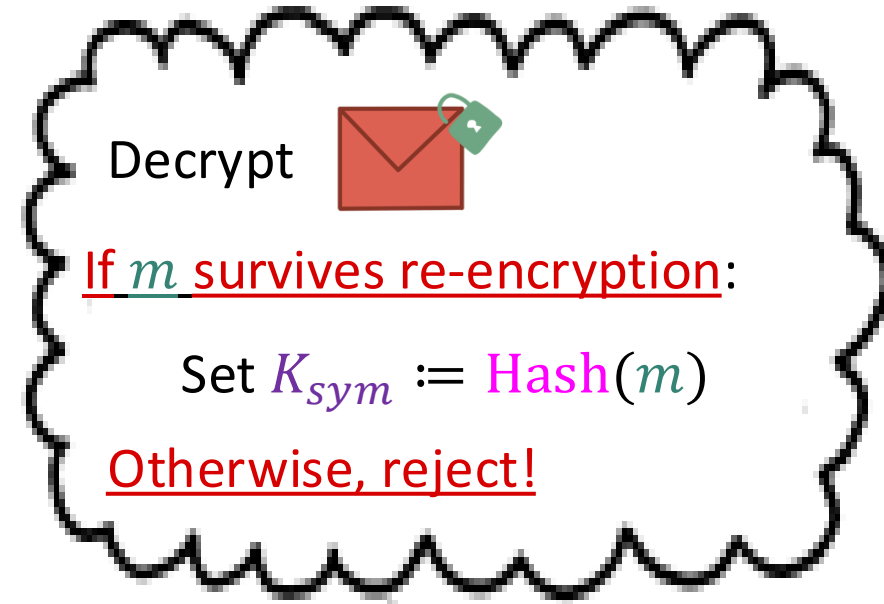 Decrypt
If m survives re-encryption:
Set K_sym ≔ Hash(m)
Otherwise, reject!